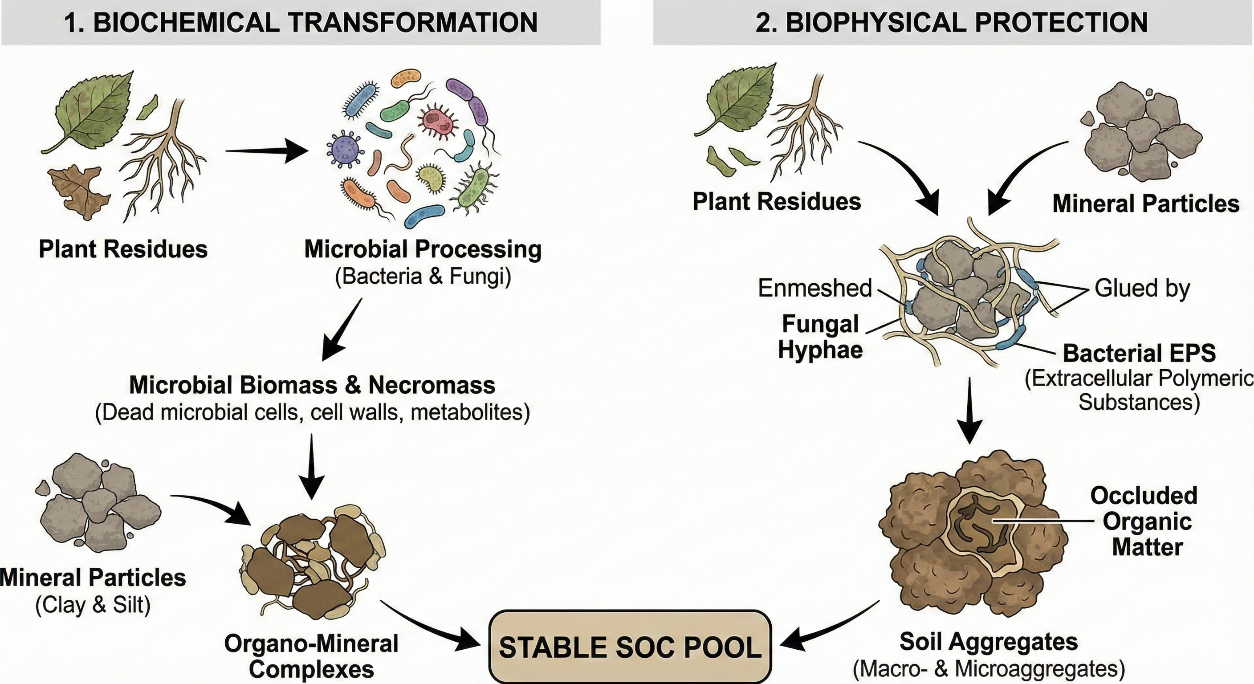 1. BIOCHEMICAL TRANSFORMATION
Plant Residues
Microbial Processing
(Bacteria & Fungi)
Microbial Biomass & Necromass
(Dead microbial cells, cell walls, metabolites)
Mineral Particles
(Clay & Silt)
Organo-Mineral
Complexes
2. BIOPHYSICAL PROTECTION
Plant Residues
Mineral Particles
Enmeshed
Fungal
Hyphae
Glued by
Bacterial EPS
(Extracellular Polymeric
Substances)
Occluded
Organic
Matter
Soil Aggregates
(Macro- & Microaggregates)
STABLE SOC POOL